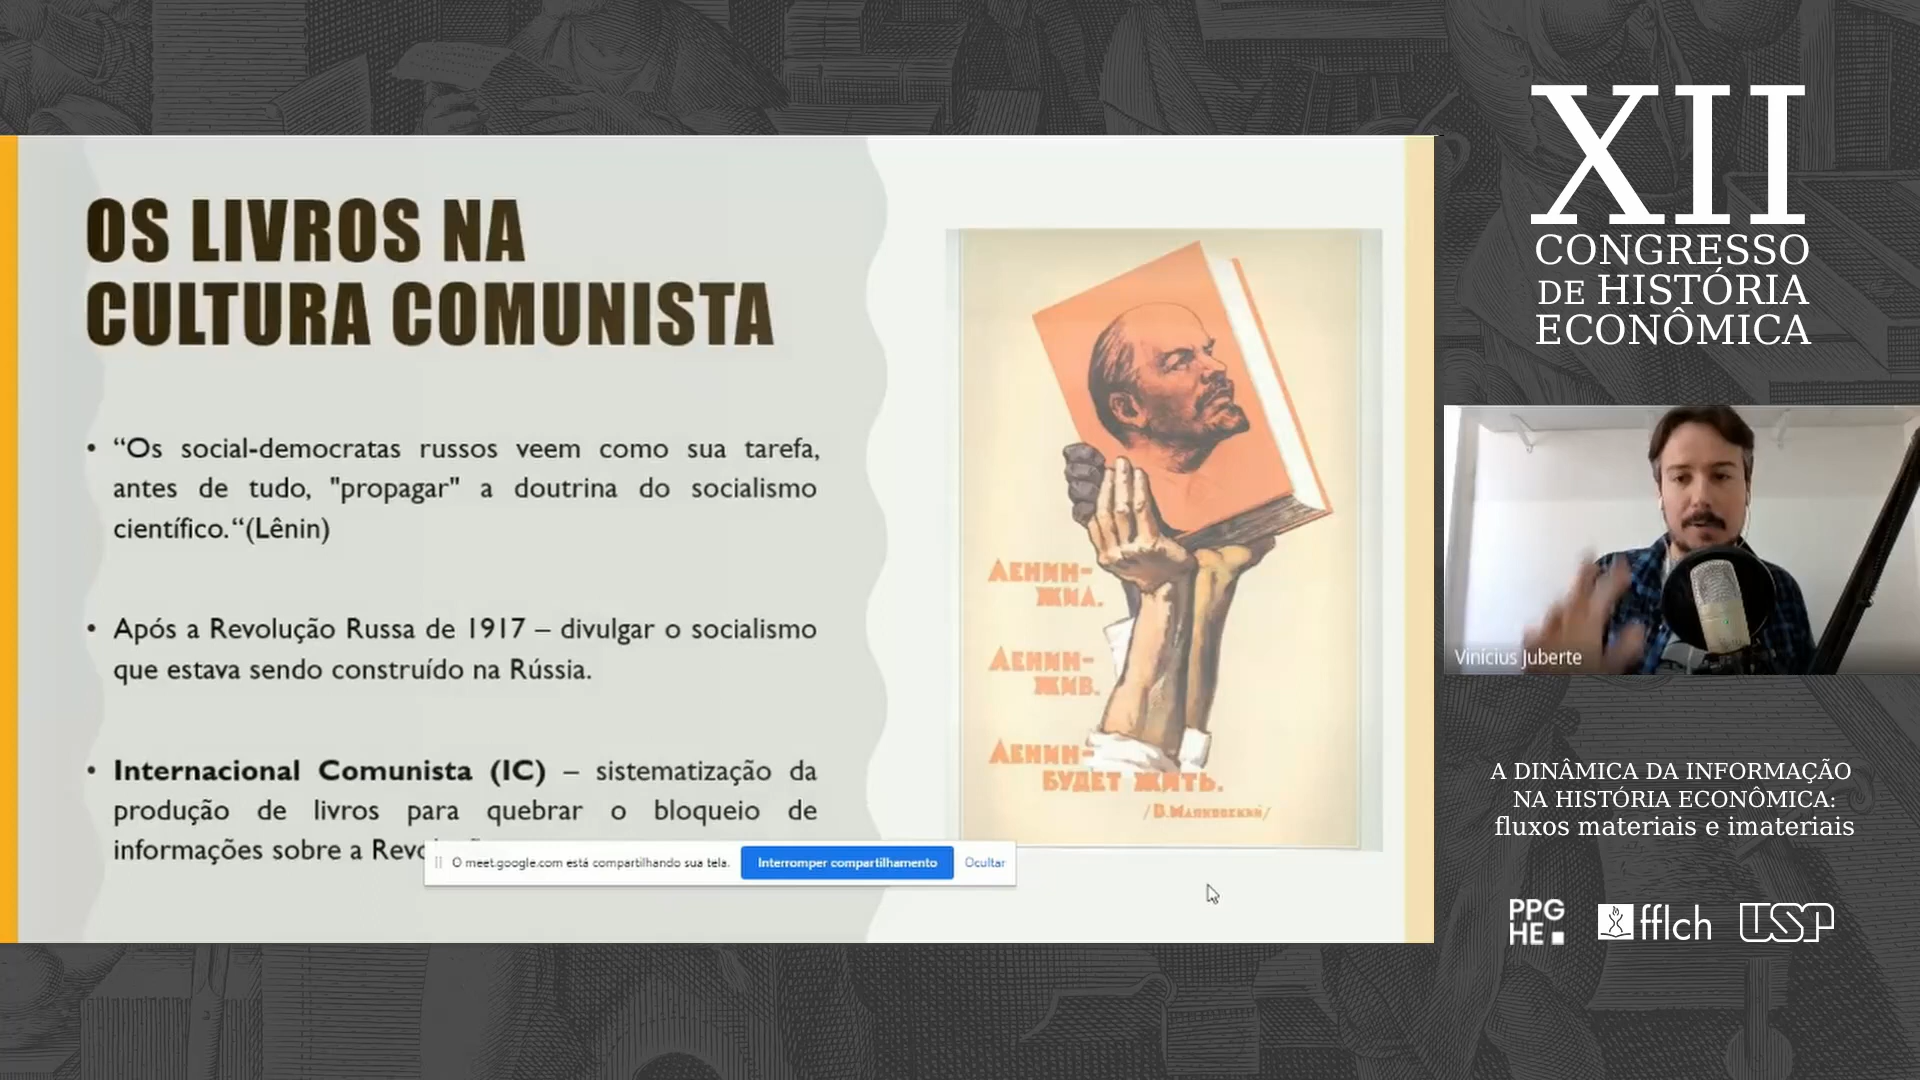 OS LIVROS NA
CULTURA COMUNISTA
• “Os social-democratas russos veem como sua tarefa,
antes de tudo, "propagar" a doutrina do socialismo
científico.“(Lênin)
• Após a Revolução Russa de 1917 – divulgar o socialismo
que estava sendo construído na Rússia.
• Internacional Comunista (IC) – sistematização da
produção de livros para quebrar o bloqueio de
informações sobre a
O meet.google.com está compartilhando sua tela.
Interromper compartilhamento
Ocultar
ЛЕНИН-
ЖИЛ.
ЛЕНИН-
ЖИВ.
ЛЕНИН-
БУДЕТ ЖИТЬ.
/В.МАЯКОВСКИЙ/
XII
CONGRESSO
DE HISTÓRIA
ECONÔMICA
Vinícius Juberte
A DINÂMICA DA INFORMAÇÃO
NA HISTÓRIA ECONÔMICA:
fluxos materiais e imateriais
PPG
HE
fflch
USP